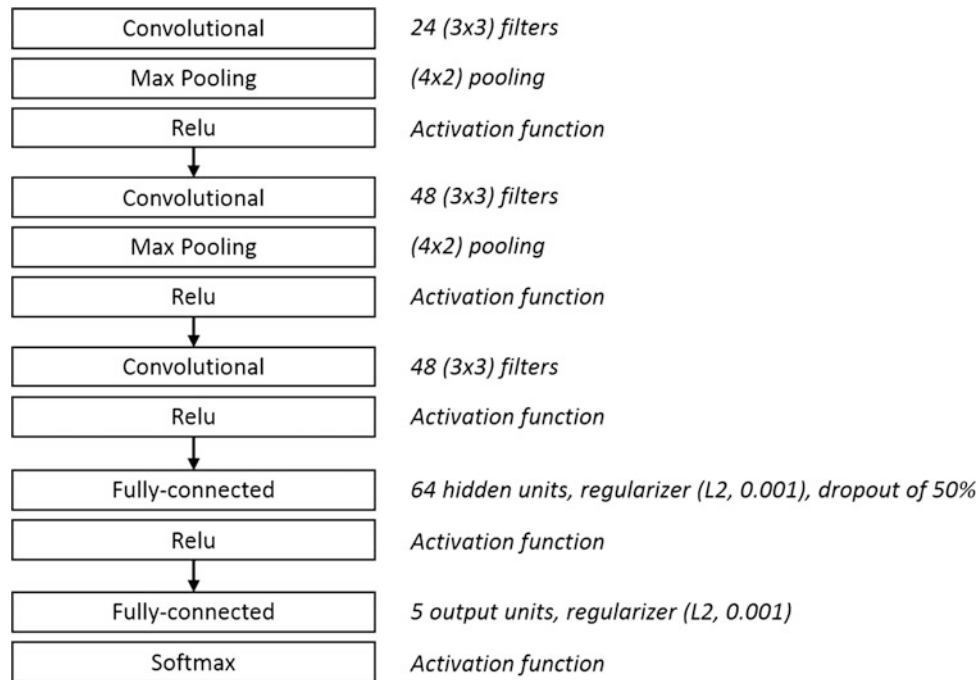 Convolutional 24 (3x3) filters
Max Pooling (4x2) pooling
Relu Activation function
Convolutional 48 (3x3) filters
Max Pooling (4x2) pooling
Relu Activation function
Convolutional 48 (3x3) filters
Relu Activation function
Fully-connected 64 hidden units, regularizer (L2, 0.001), dropout of 50%
Relu Activation function
Fully-connected 5 output units, regularizer (L2, 0.001)
Softmax Activation function